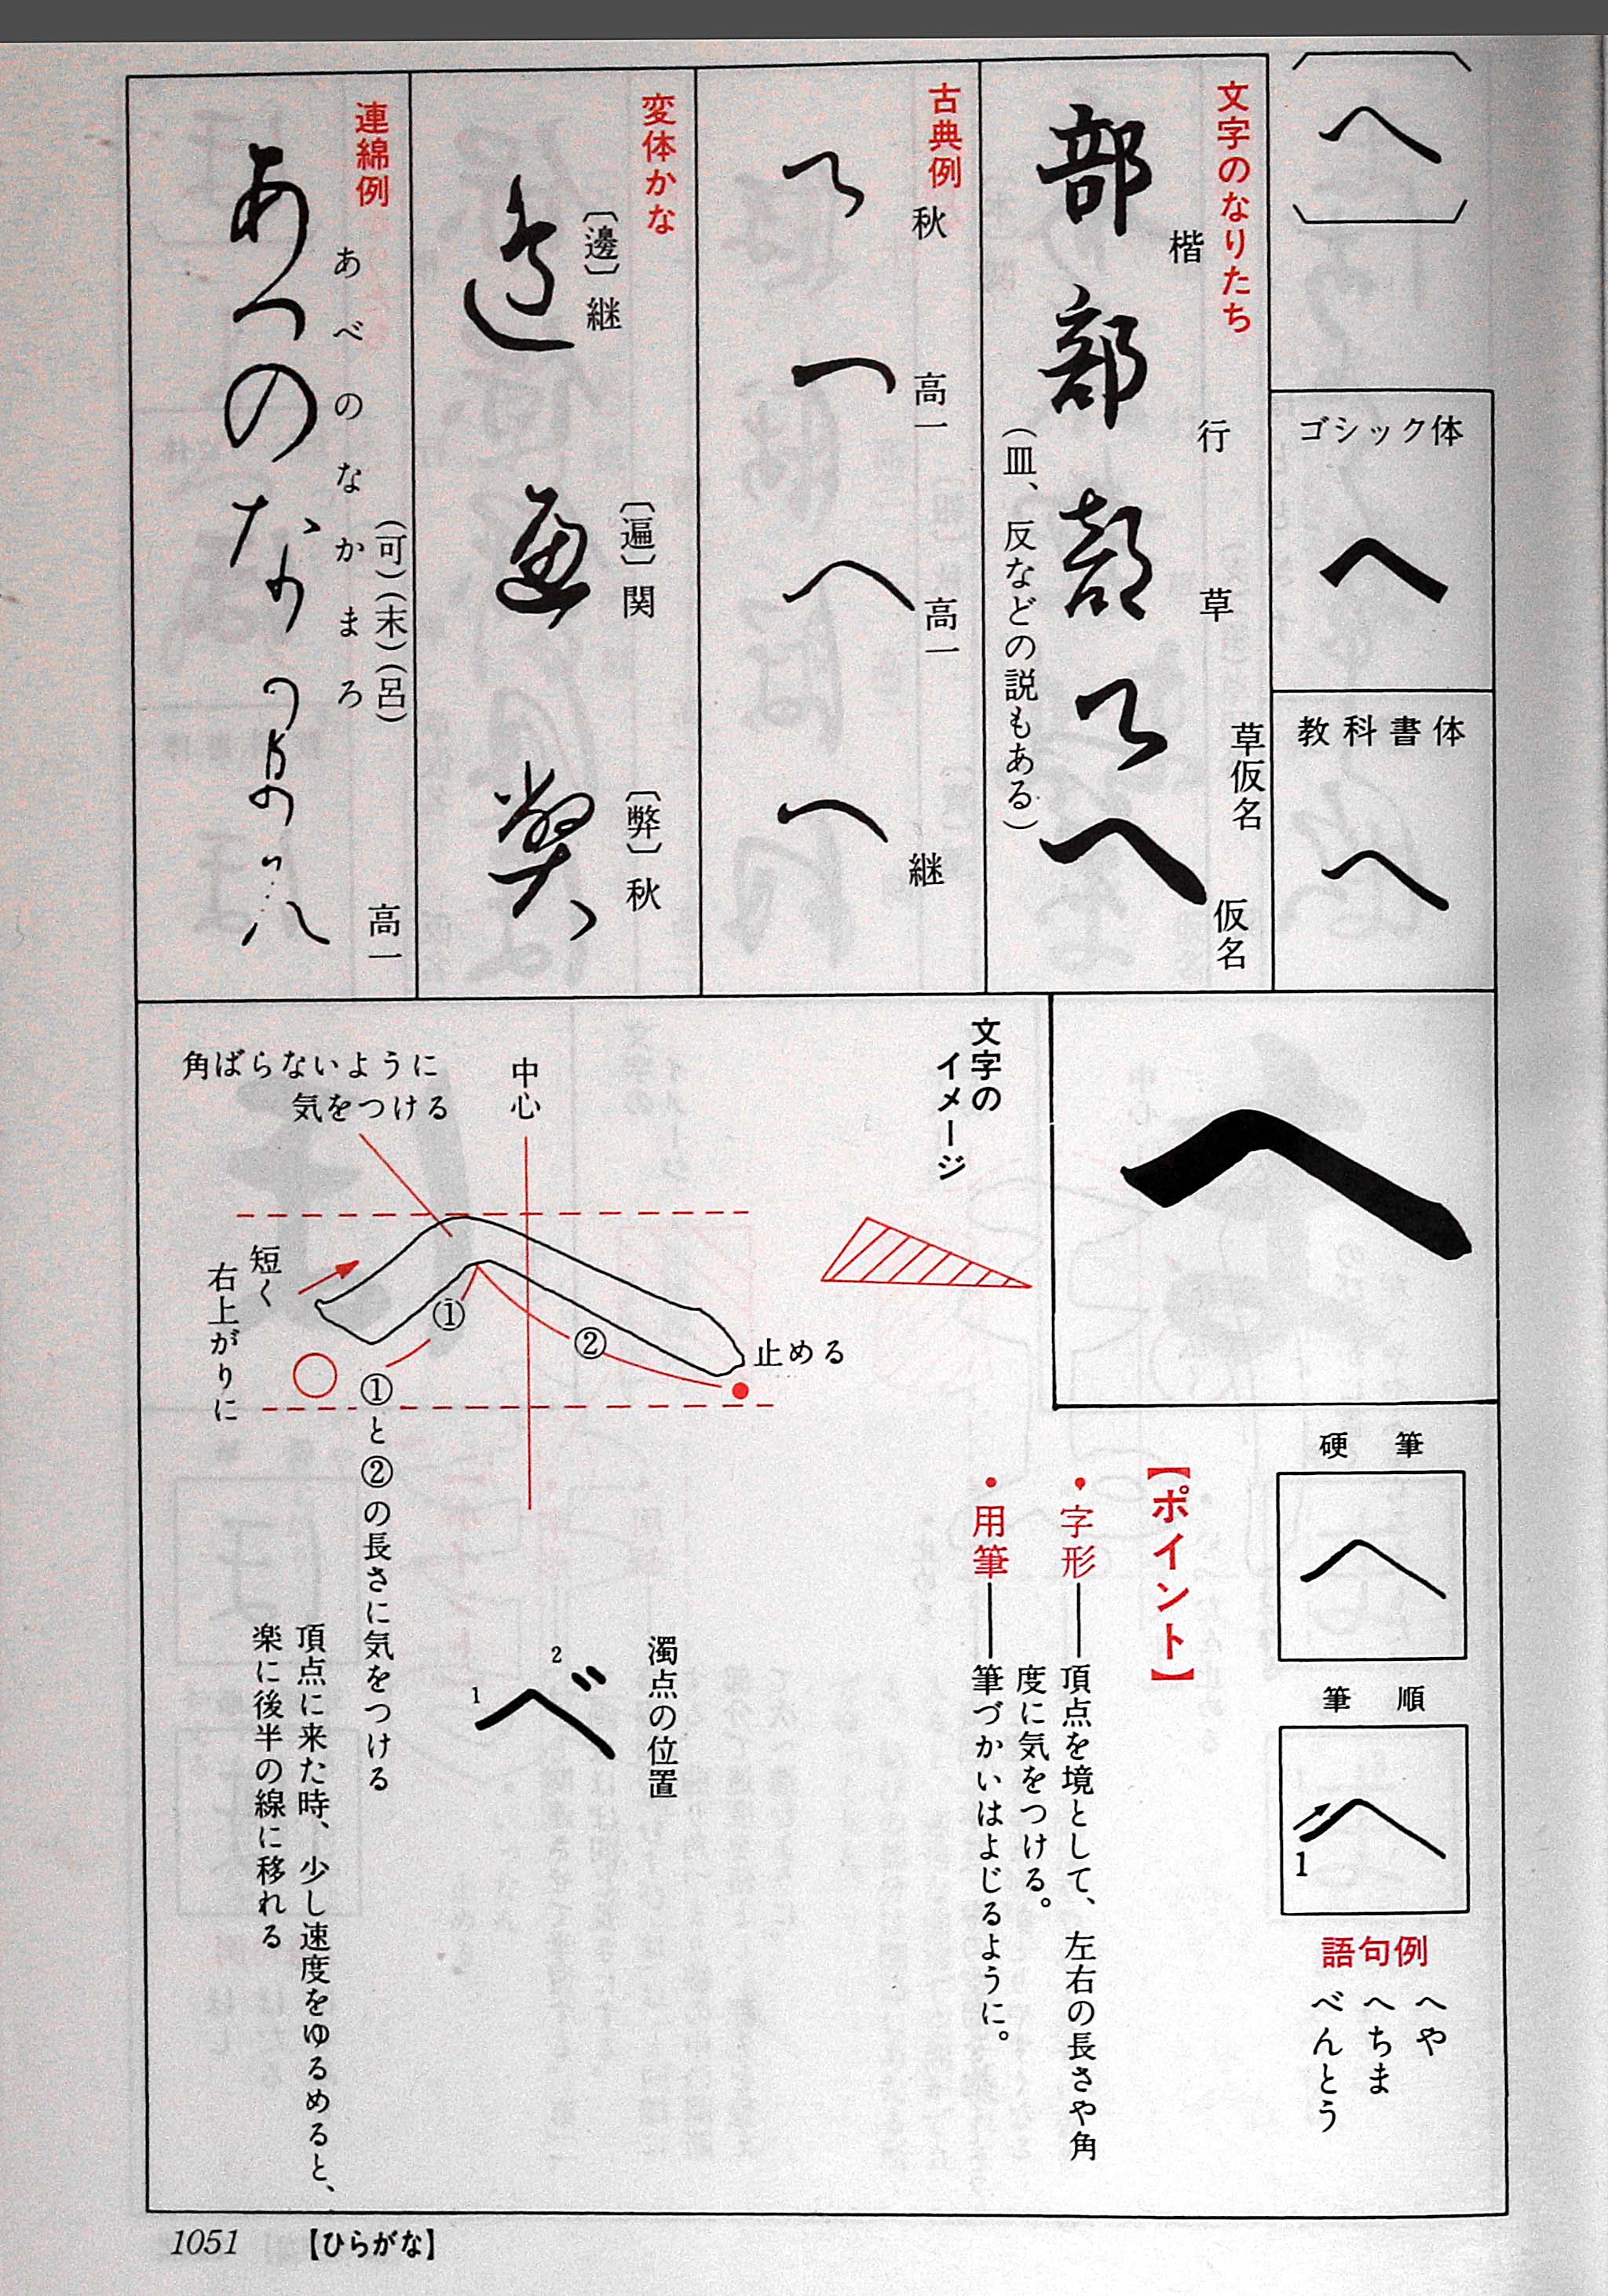 〔へ〕
ゴシック体
へ
教科書体
へ
文字のなりたち
部 楷
部 行
部 草
草仮名
へ 仮名
(皿、反などの説もある)
古典例
秋
へ 高一
へ 高一
へ 継
変体かな
〔邊〕継
〔遍〕関
〔弊〕秋
連綿例
あべのなかまろ
(可)(末)(呂)
高一
へ
文字の
イメージ
中心
角ばらないように
気をつける
短く
右上がりに
①
②
止める
①と②の長さに気をつける
頂点に来た時、少し速度をゆるめると、
楽に後半の線に移れる
濁点の位置
べ
1
2
硬筆
へ
筆順
へ
1
語句例
へや
へちま
べんとう
【ポイント】
・字形――頂点を境として、左右の長さや角
度に気をつける。
・用筆――筆づかいはよじるように。
1051 【ひらがな】